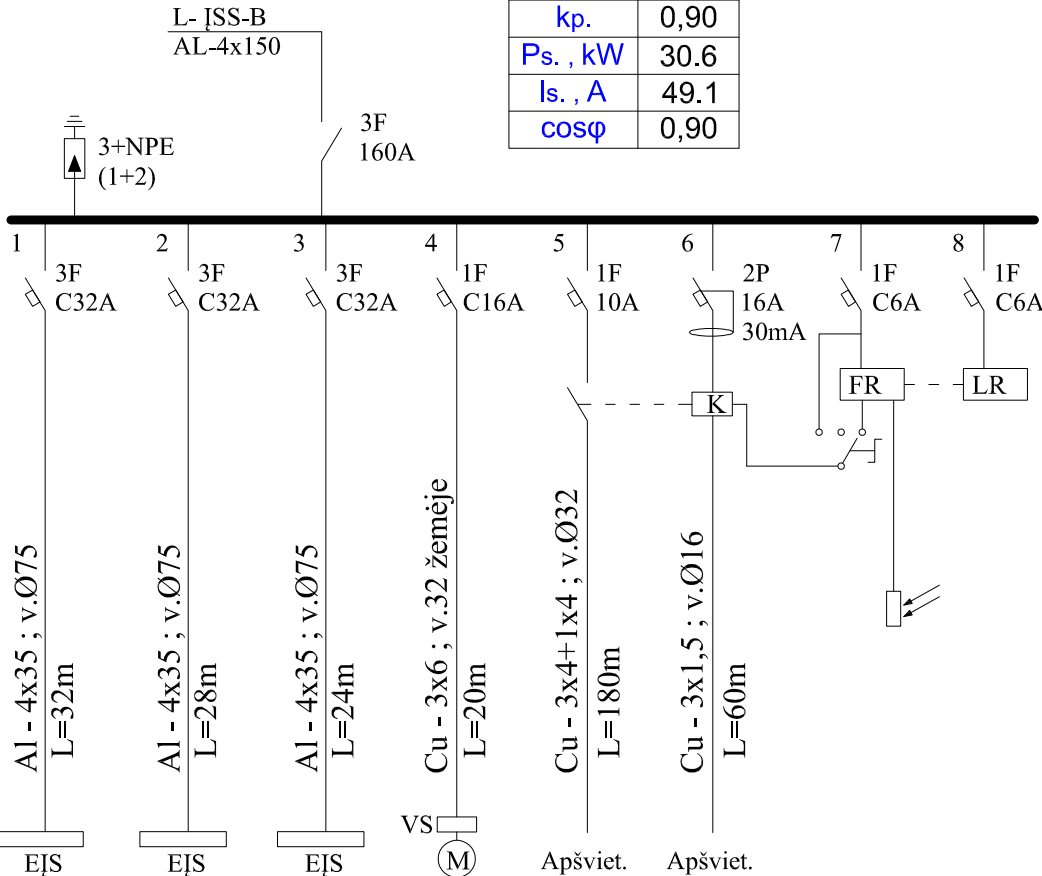 L- ĮSS-B
AL-4x150
kp. 0,90
Ps. , kW 30.6
Is. , A 49.1
cosφ 0,90
3+NPE
(1+2)
3F
160A
1 2 3 4 5 6 7 8
3F
C32A
3F
C32A
3F
C32A
1F
C16A
1F
10A
2P
16A
30mA
1F
C6A
1F
C6A
FR
LR
K
Al - 4x35 ; v.Ø75
L=32m
Al - 4x35 ; v.Ø75
L=28m
Al - 4x35 ; v.Ø75
L=24m
Cu - 3x6 ; v.32 žemėje
L=20m
Cu - 3x4+1x4 ; v.Ø32
L=180m
Cu - 3x1,5 ; v.Ø16
L=60m
VS
EĮS
EĮS
EĮS
M
Apšviet.
Apšviet.